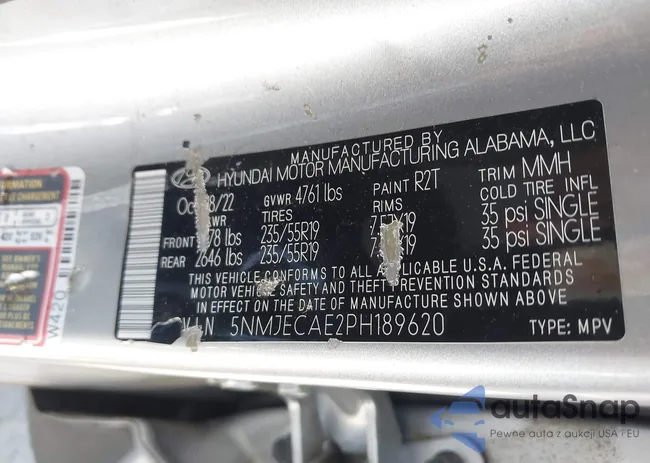 MANUFACTURED BY
HYUNDAI MOTOR MANUFACTURING ALABAMA, LLC
GVWR 4761 lbs PAINT R2T TRIM MMH
TIRES RIMS COLD TIRE INFL
FRONT 235/55R19 35 psi SINGLE
REAR 2646 lbs 235/55R19 35 psi SINGLE
THIS VEHICLE CONFORMS TO ALL APPLICABLE U.S.A. FEDERAL
MOTOR VEHICLE SAFETY AND THEFT PREVENTION STANDARDS
IN EFFECT ON THE DATE OF MANUFACTURE SHOWN ABOVE
VIN 5NMJECAE2PH189620 TYPE: MPV
W420
autaSnap
Pewne auta z aukcji USA i EU